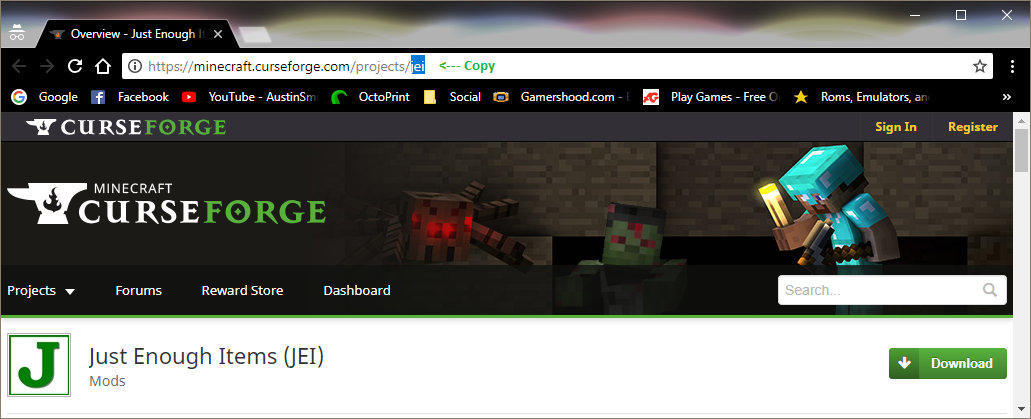 Overview - Just Enough It
https://minecraft.curseforge.com/projects/jei <--- Copy
Google Facebook YouTube - AustinSm OctoPrint Social Gamershood.com - Play Games - Free O Roms, Emulators, an »
CURSEFORGE Sign In Register
MINECRAFT
CURSEFORGE
Projects Forums Reward Store Dashboard Search...
J Just Enough Items (JEI) Download
Mods